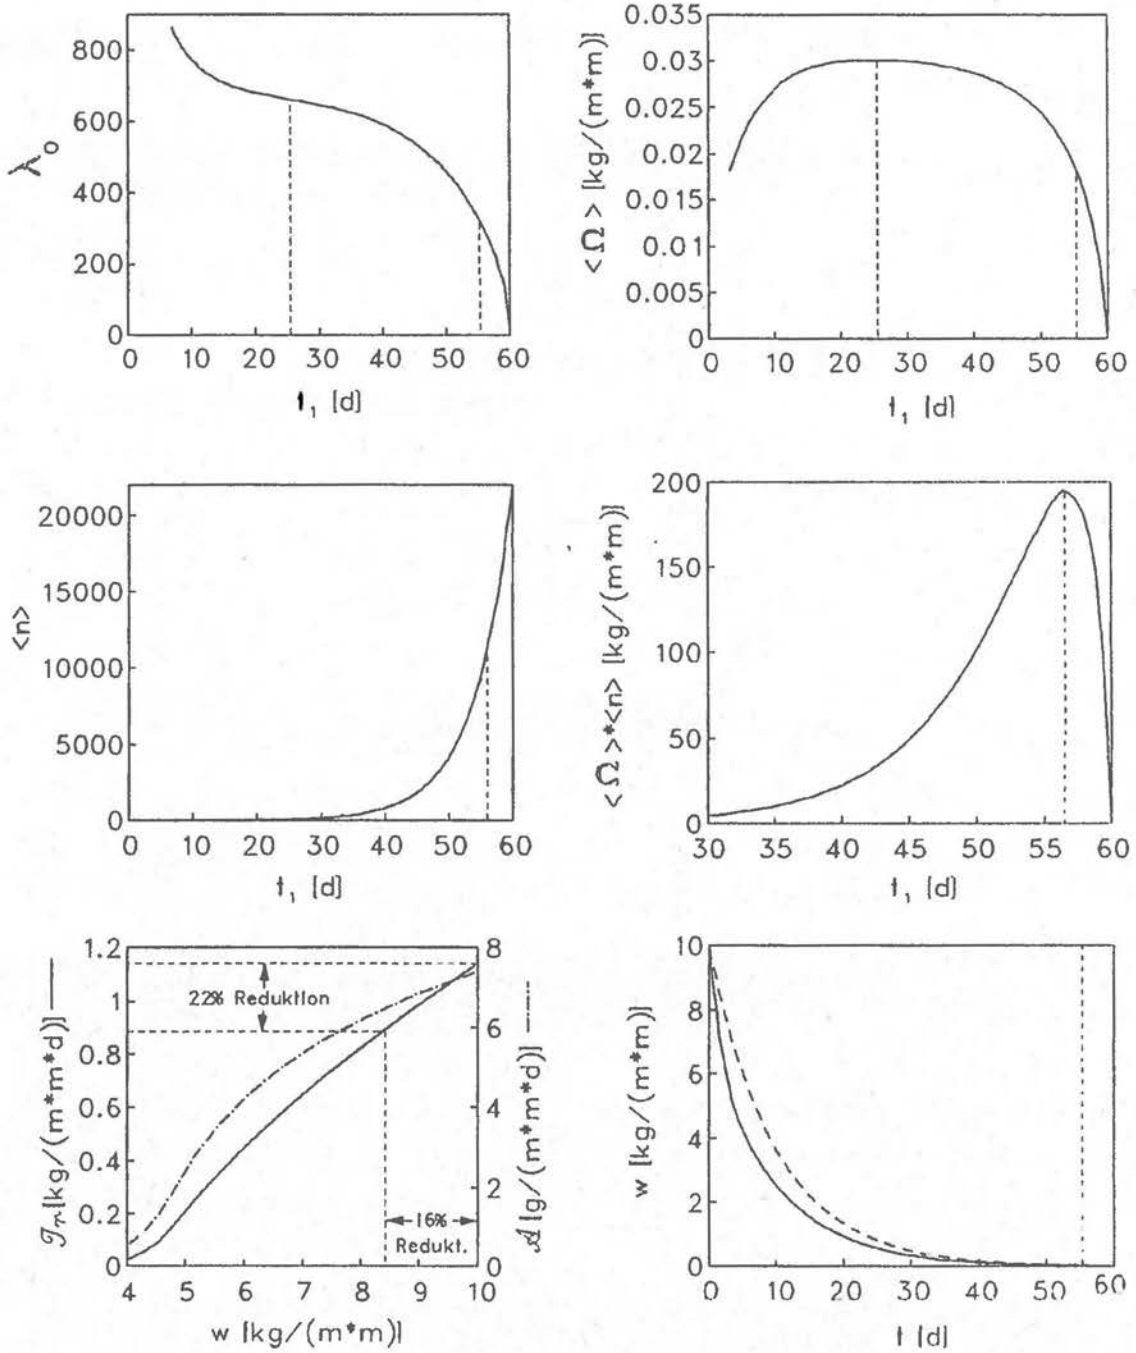 800
600
400
200
0
λ₀
0 10 20 30 40 50 60
t₁ [d]
0.035
0.03
0.025
0.02
0.015
0.01
0.005
0
<Ω> [kg/(m*m)]
0 10 20 30 40 50 60
t₁ [d]
20000
15000
10000
5000
0
<n>
0 10 20 30 40 50 60
t₁ [d]
200
150
100
50
0
<Ω>*<n> [kg/(m*m)]
30 35 40 45 50 55 60
t₁ [d]
1.2
1
0.8
0.6
0.4
0.2
0
[kg/(m*m*d)]
22% Reduktion
16%
Redukt.
8
6
4
2
0
𝒜 [g/(m*m*d)]
4 5 6 7 8 9 10
w [kg/(m*m)]
10
8
6
4
2
0
w [kg/(m*m)]
0 10 20 30 40 50 60
t [d]